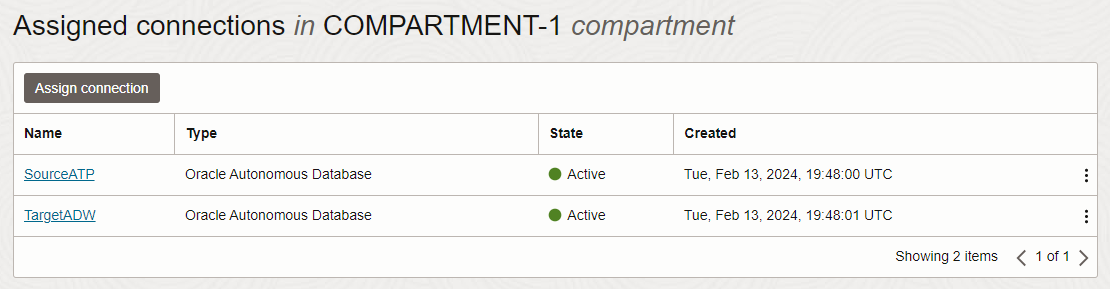 Assigned connections in COMPARTMENT-1 compartment
Assign connection
Name Type State Created
SourceATP Oracle Autonomous Database Active Tue, Feb 13, 2024, 19:48:00 UTC
TargetADW Oracle Autonomous Database Active Tue, Feb 13, 2024, 19:48:01 UTC
Showing 2 items 1 of 1